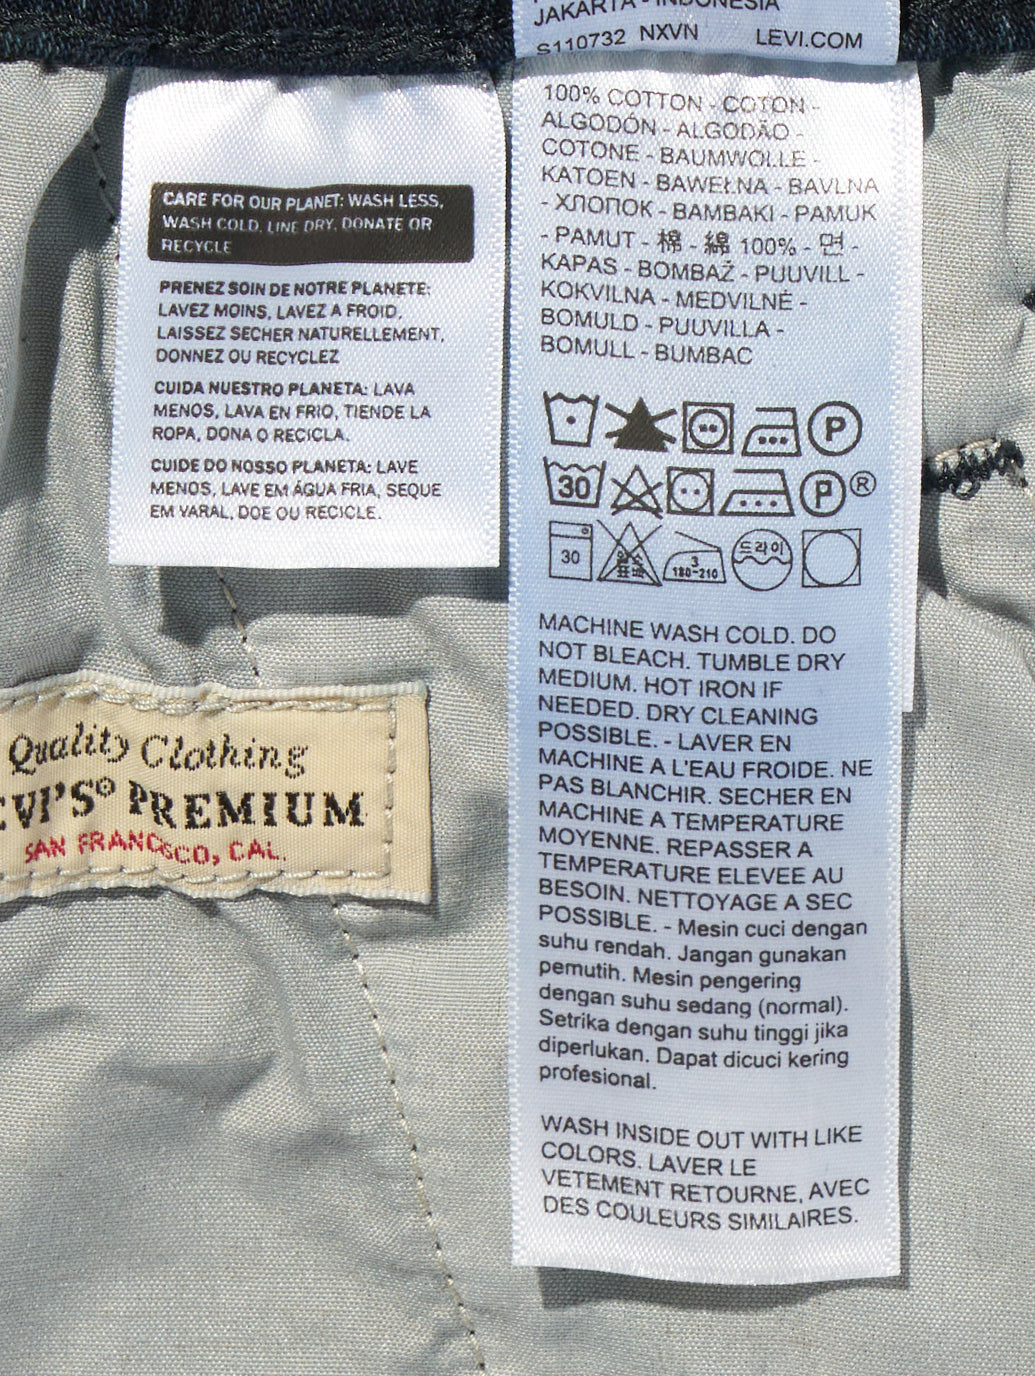 JAKARTA - INDONESIA
S110732 NXVN LEVI.COM
CARE FOR OUR PLANET: WASH LESS,
WASH COLD, LINE DRY, DONATE OR
RECYCLE
PRENEZ SOIN DE NOTRE PLANETE:
LAVEZ MOINS, LAVEZ A FROID,
LAISSEZ SECHER NATURELLEMENT,
DONNEZ OU RECYCLEZ
CUIDA NUESTRO PLANETA: LAVA
MENOS, LAVA EN FRIO, TIENDE LA
ROPA, DONA O RECICLA.
CUIDE DO NOSSO PLANETA: LAVE
MENOS, LAVE EM ÁGUA FRIA, SEQUE
EM VARAL, DOE OU RECICLE.
Quality Clothing
EVI'S® PREMIUM
SAN FRANCISCO, CAL.
100% COTTON - COTON -
ALGODÓN - ALGODÃO -
COTONE - BAUMWOLLE -
KATOEN - BAWEŁNA - BAVLNA
- ХЛОПОК - BAMBAKI - PAMUK
- PAMUT - 棉 - 綿 100% - 면 -
KAPAS - BOMBAŽ - PUUVILL -
KOKVILNA - MEDVILNĖ -
BOMULD - PUUVILLA -
BOMULL - BUMBAC
P
30 P ®
30 염소 표백 3 180-210 드라이
MACHINE WASH COLD. DO
NOT BLEACH. TUMBLE DRY
MEDIUM. HOT IRON IF
NEEDED. DRY CLEANING
POSSIBLE. - LAVER EN
MACHINE A L'EAU FROIDE. NE
PAS BLANCHIR. SECHER EN
MACHINE A TEMPERATURE
MOYENNE. REPASSER A
TEMPERATURE ELEVEE AU
BESOIN. NETTOYAGE A SEC
POSSIBLE. - Mesin cuci dengan
suhu rendah. Jangan gunakan
pemutih. Mesin pengering
dengan suhu sedang (normal).
Setrika dengan suhu tinggi jika
diperlukan. Dapat dicuci kering
profesional.
WASH INSIDE OUT WITH LIKE
COLORS. LAVER LE
VETEMENT RETOURNE, AVEC
DES COULEURS SIMILAIRES.